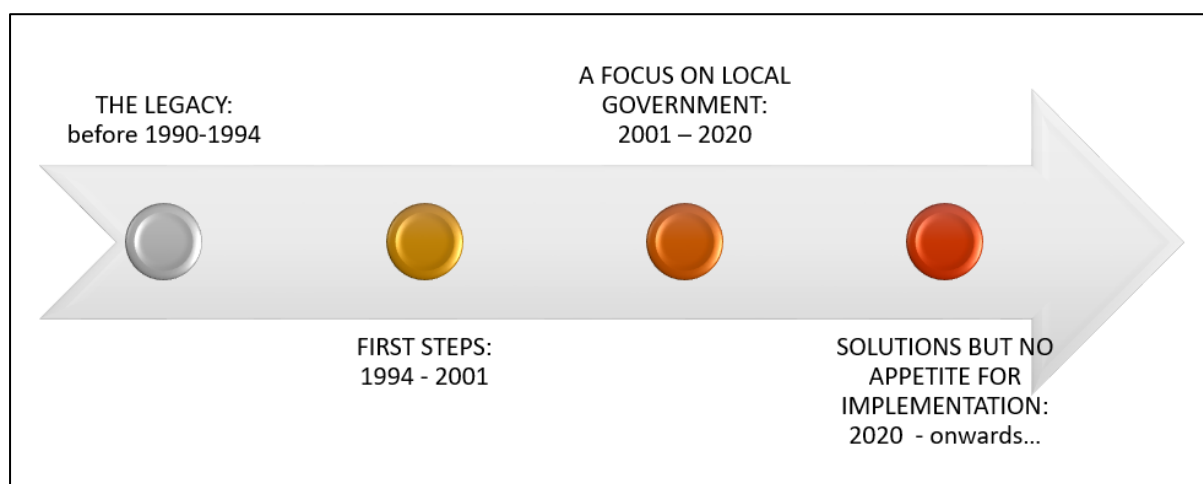 THE LEGACY:
before 1990-1994
FIRST STEPS:
1994 - 2001
A FOCUS ON LOCAL
GOVERNMENT:
2001 – 2020
SOLUTIONS BUT NO
APPETITE FOR
IMPLEMENTATION:
2020  - onwards...